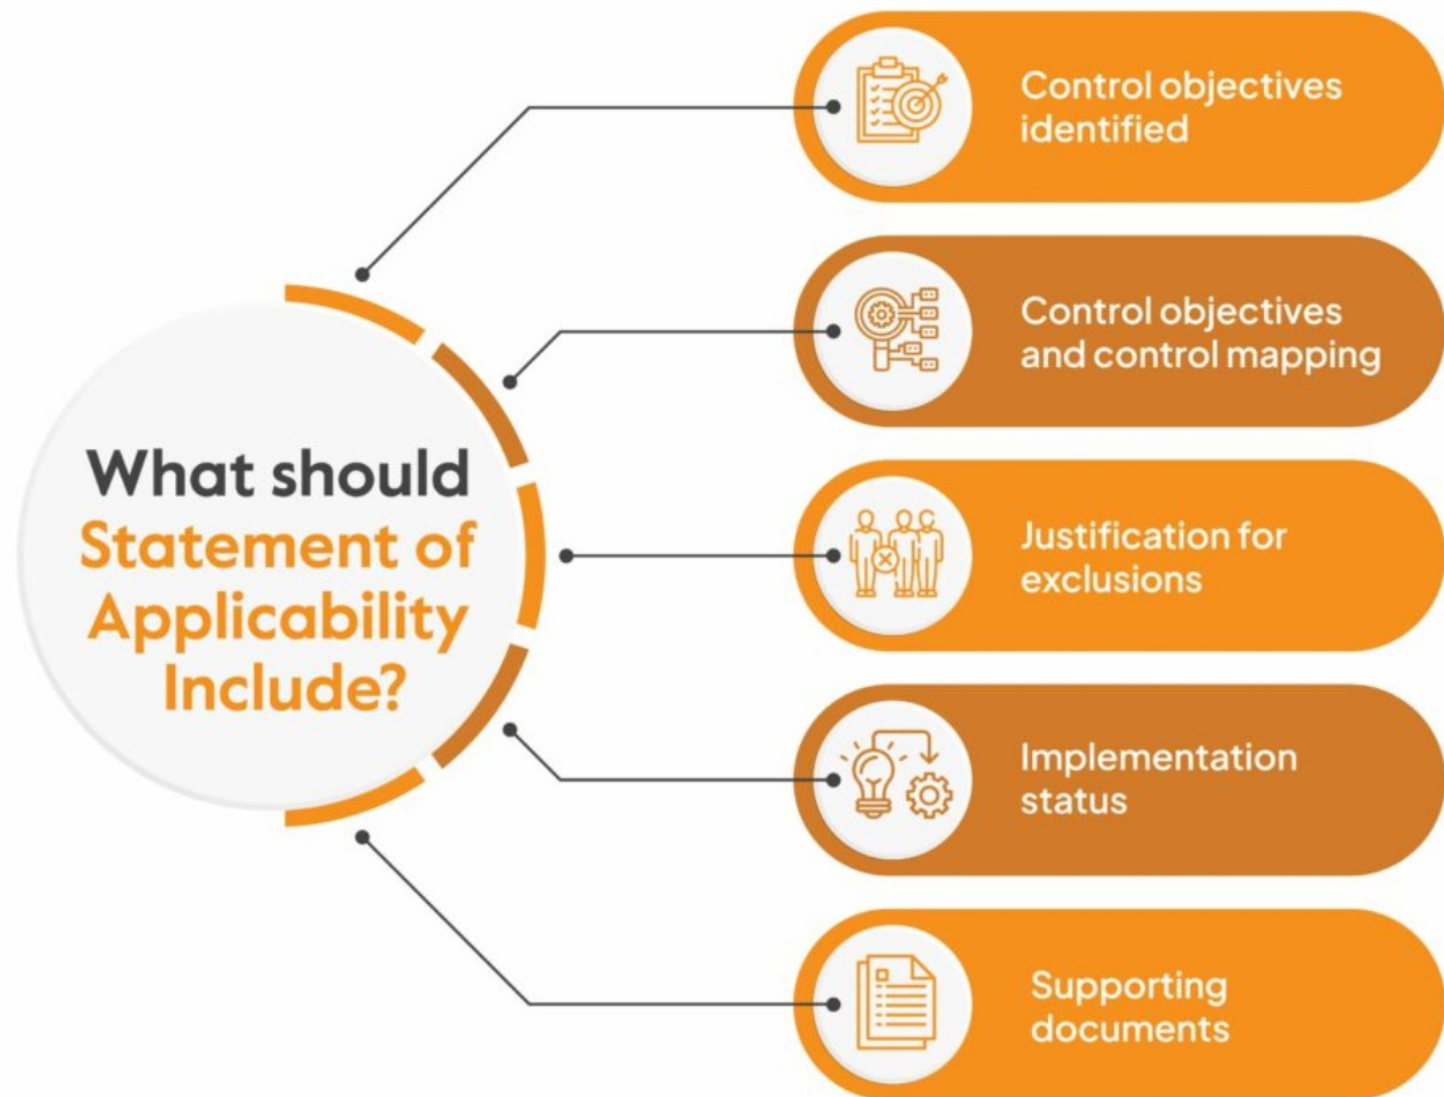 What should
Statement of
Applicability
Include?
Control objectives
identified
Control objectives
and control mapping
Justification for
exclusions
Implementation
status
Supporting
documents